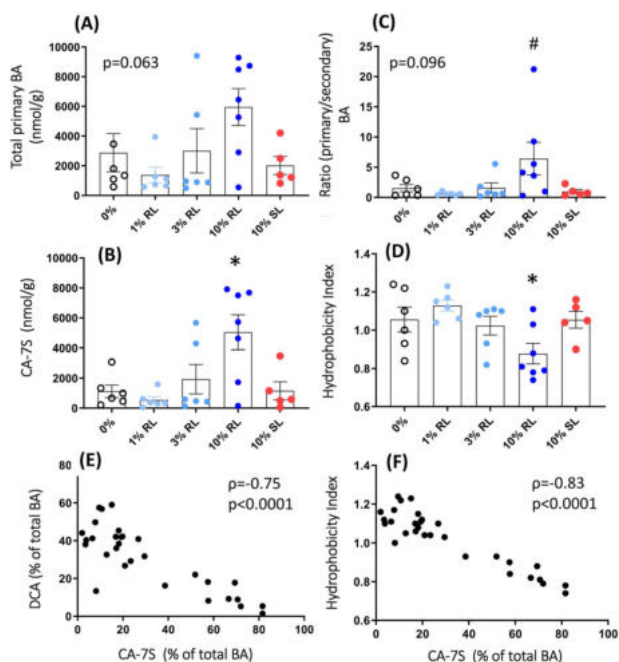 (A)
p=0.063
Total primary BA
(nmol/g)
10000
8000
6000
4000
2000
0
0%
1% RL
3% RL
10% RL
10% SL
(C)
p=0.096
#
Ratio (primary/secondary)
BA
25
20
15
10
5
0
0%
1% RL
3% RL
10% RL
10% SL
(B)
*
CA-7S (nmol/g)
10000
8000
6000
4000
2000
0
0%
1% RL
3% RL
10% RL
10% SL
(D)
*
Hydrophobicity Index
1.4
1.2
1.0
0.8
0.6
0%
1% RL
3% RL
10% RL
10% SL
(E)
ρ=-0.75
p<0.0001
DCA (% of total BA)
80
60
40
20
0
0
20
40
60
80
100
CA-7S (% of total BA)
(F)
ρ=-0.83
p<0.0001
Hydrophobicity Index
1.4
1.2
1.0
0.8
0.6
0
20
40
60
80
100
CA-7S (% of total BA)